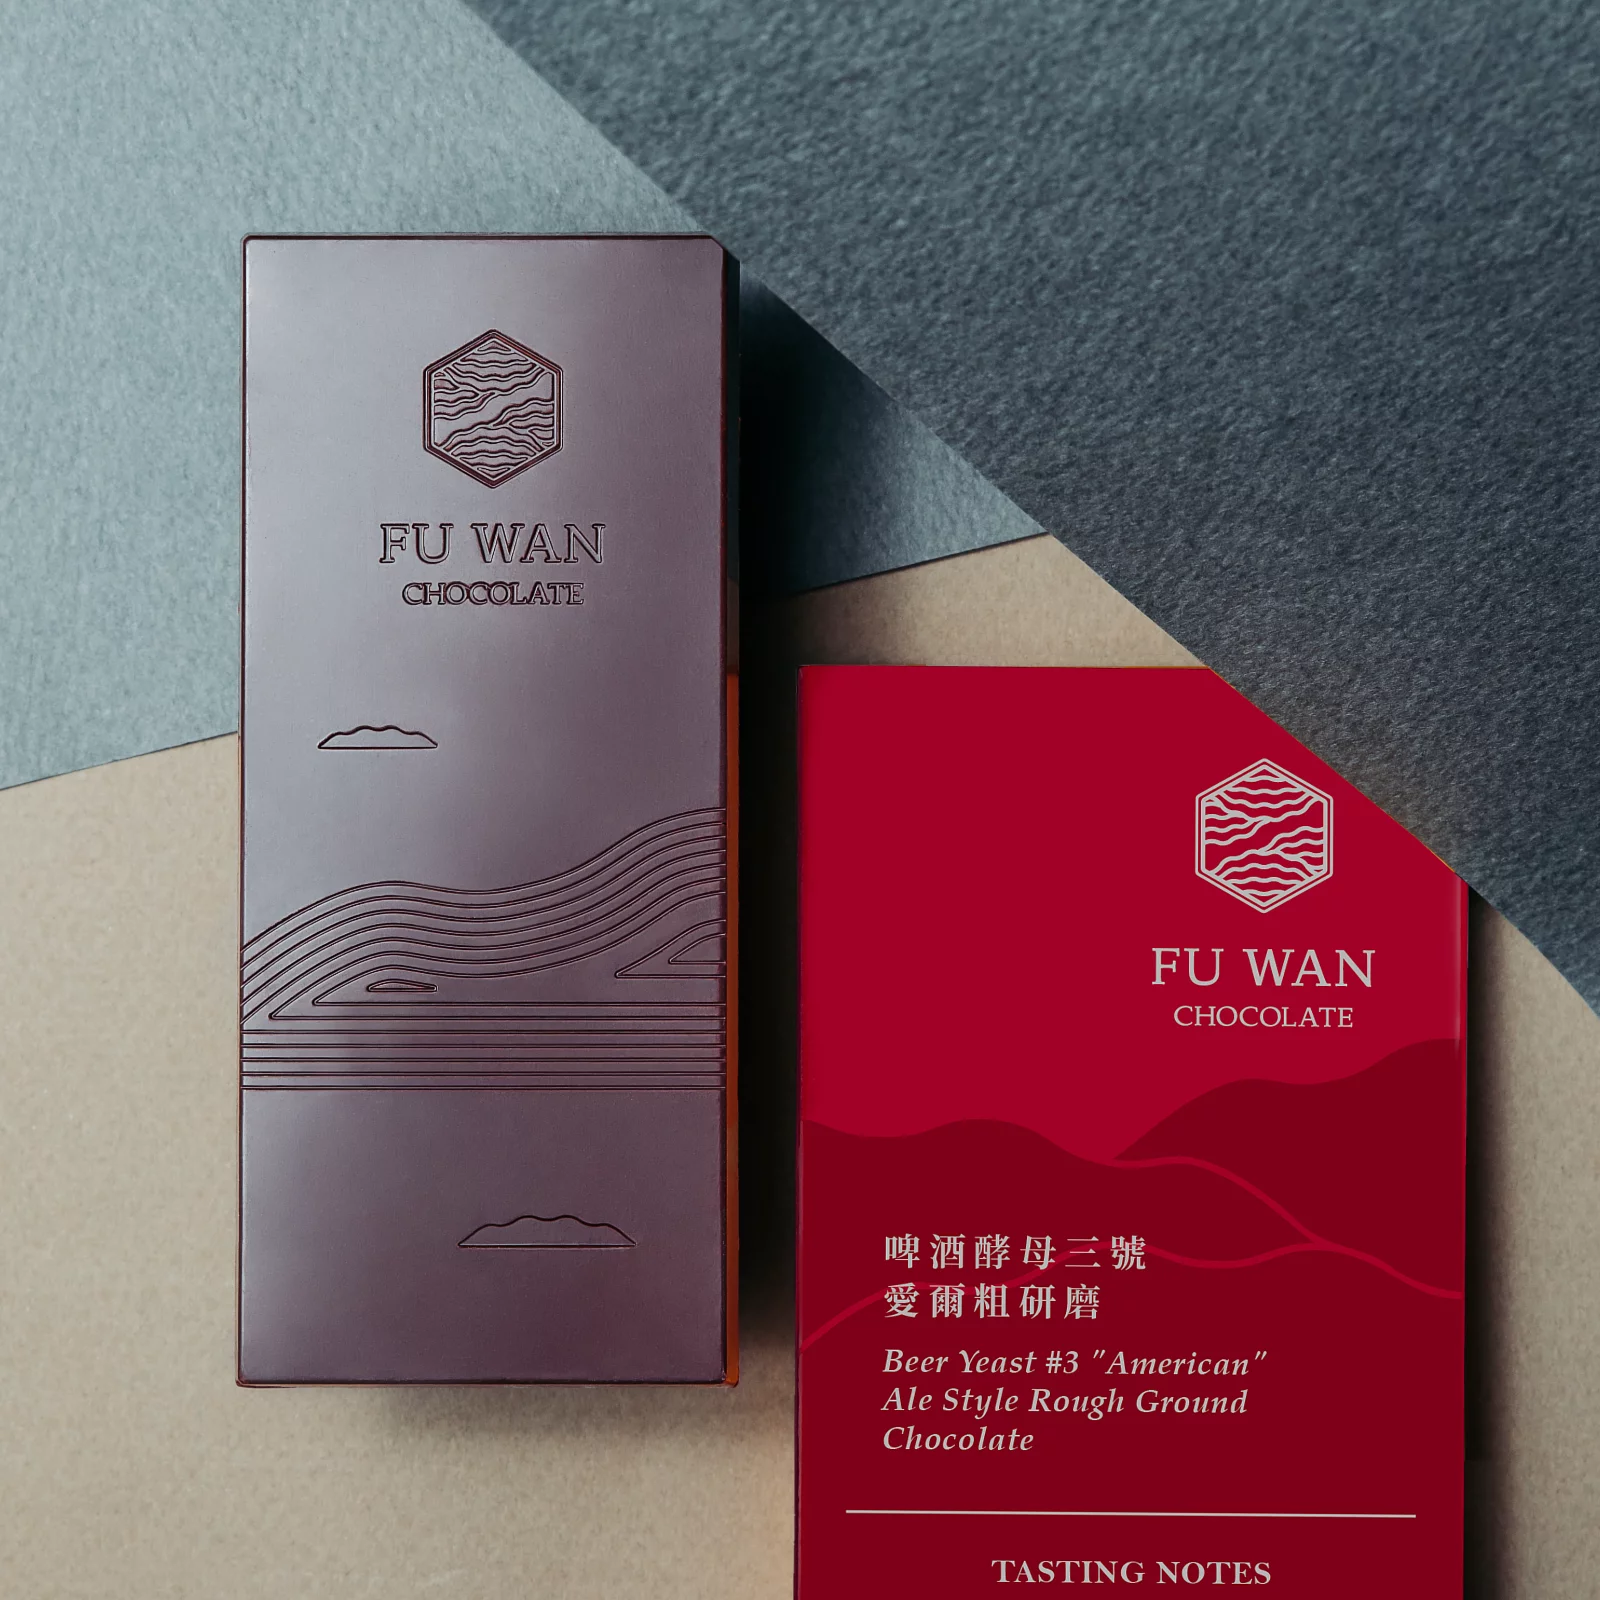 FU WAN
CHOCOLATE
FU WAN
CHOCOLATE
啤酒酵母三號
愛爾粗研磨
Beer Yeast #3 "American"
Ale Style Rough Ground
Chocolate
TASTING NOTES